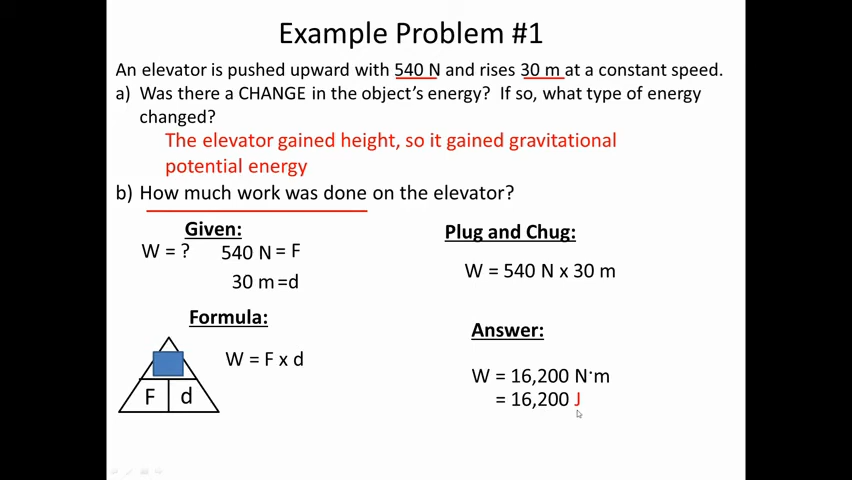 Example Problem #1
An elevator is pushed upward with 540 N and rises 30 m at a constant speed.
a) Was there a CHANGE in the object's energy? If so, what type of energy
changed?
The elevator gained height, so it gained gravitational
potential energy
b) How much work was done on the elevator?
Given:
W = ? 540 N = F
30 m =d
Formula:
W = F x d
F d
Plug and Chug:
W = 540 N x 30 m
Answer:
W = 16,200 N·m
= 16,200 J